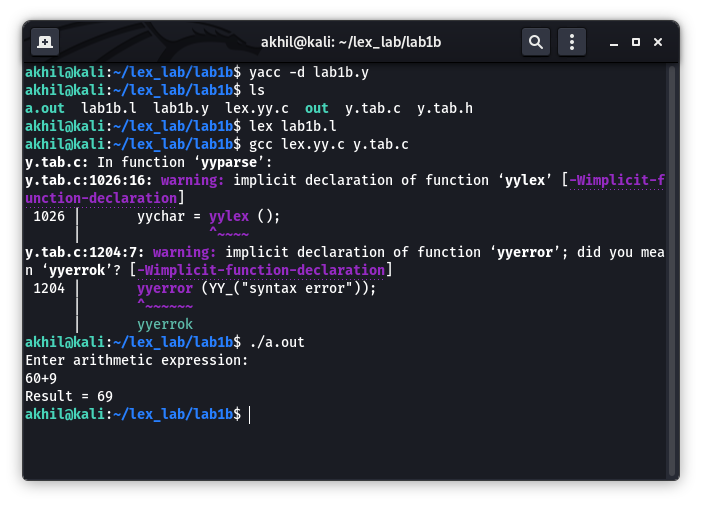 akhil@kali: ~/lex_lab/lab1b
akhil@kali:~/lex_lab/lab1b$ yacc -d lab1b.y
akhil@kali:~/lex_lab/lab1b$ ls
a.out  lab1b.l  lab1b.y  lex.yy.c  out  y.tab.c  y.tab.h
akhil@kali:~/lex_lab/lab1b$ lex lab1b.l
akhil@kali:~/lex_lab/lab1b$ gcc lex.yy.c y.tab.c
y.tab.c: In function ‘yyparse’:
y.tab.c:1026:16: warning: implicit declaration of function ‘yylex’ [-Wimplicit-f
unction-declaration]
 1026 |       yychar = yylex ();
      |                ^~~~~
y.tab.c:1204:7: warning: implicit declaration of function ‘yyerror’; did you mea
n ‘yyerrok’? [-Wimplicit-function-declaration]
 1204 |       yyerror (YY_("syntax error"));
      |       ^~~~~~~
      |       yyerrok
akhil@kali:~/lex_lab/lab1b$ ./a.out
Enter arithmetic expression:
60+9
Result = 69
akhil@kali:~/lex_lab/lab1b$